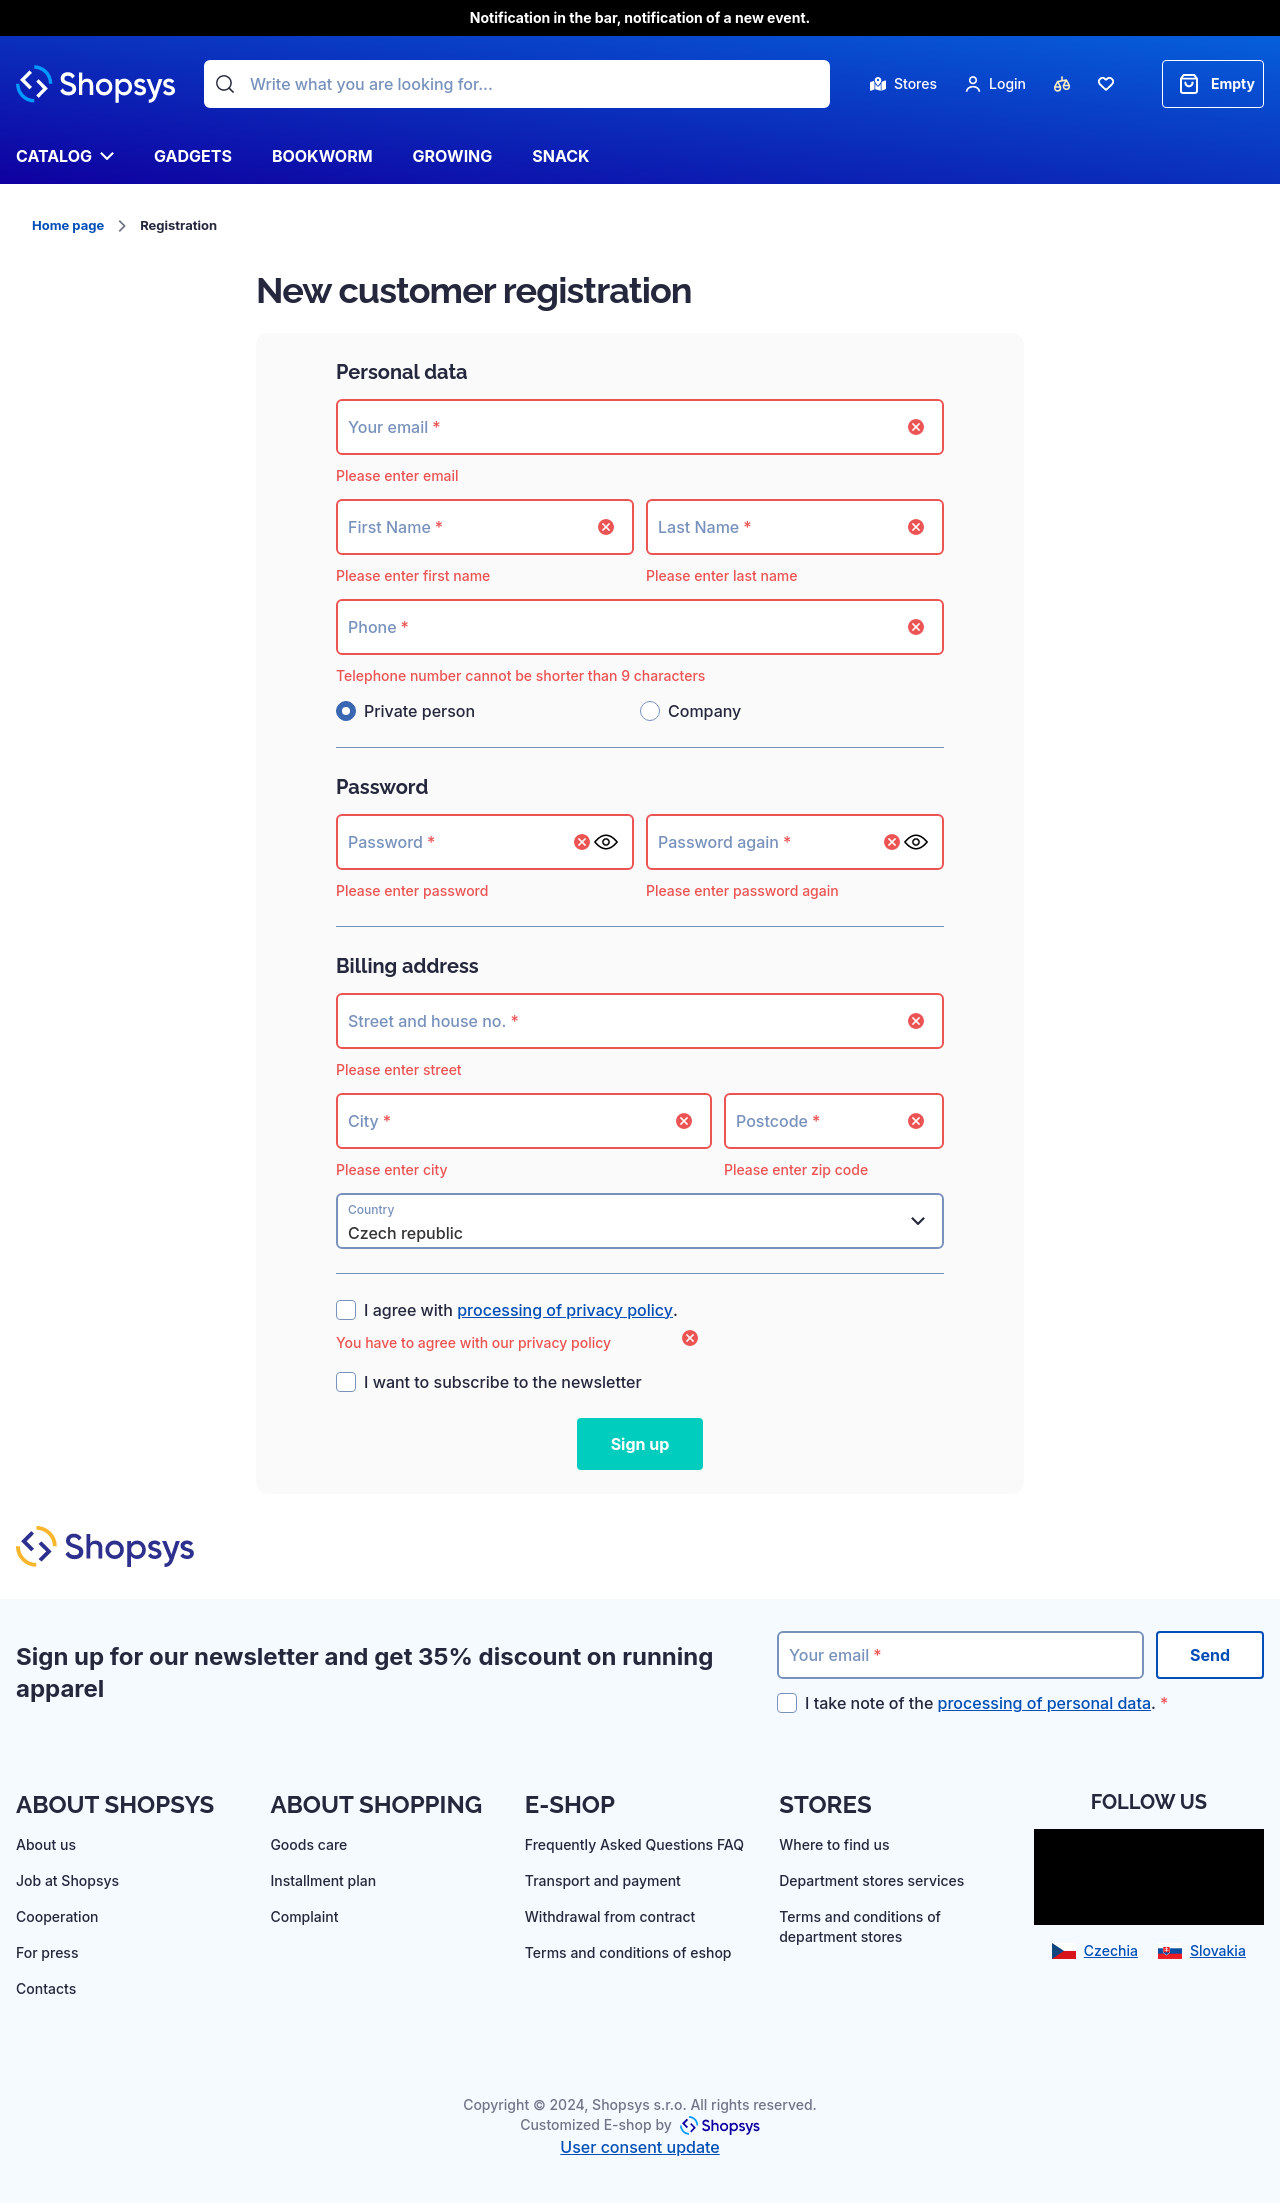 Notification in the bar, notification of a new event.
Shopsys
Write what you are looking for...
Stores
Login
Empty
CATALOG
GADGETS
BOOKWORM
GROWING
SNACK
Home page
Registration
New customer registration
Personal data
Your email *
Please enter email
First Name *
Last Name *
Please enter first name
Please enter last name
Phone *
Telephone number cannot be shorter than 9 characters
Private person
Company
Password
Password *
Password again *
Please enter password
Please enter password again
Billing address
Street and house no. *
Please enter street
City *
Postcode *
Please enter city
Please enter zip code
Country
Czech republic
I agree with processing of privacy policy.
You have to agree with our privacy policy
I want to subscribe to the newsletter
Sign up
Shopsys
Sign up for our newsletter and get 35% discount on running
apparel
Your email *
Send
I take note of the processing of personal data. *
ABOUT SHOPSYS
About us
Job at Shopsys
Cooperation
For press
Contacts
ABOUT SHOPPING
Goods care
Installment plan
Complaint
E-SHOP
Frequently Asked Questions FAQ
Transport and payment
Withdrawal from contract
Terms and conditions of eshop
STORES
Where to find us
Department stores services
Terms and conditions of
department stores
FOLLOW US
Czechia
Slovakia
Copyright © 2024, Shopsys s.r.o. All rights reserved.
Customized E-shop by Shopsys
User consent update